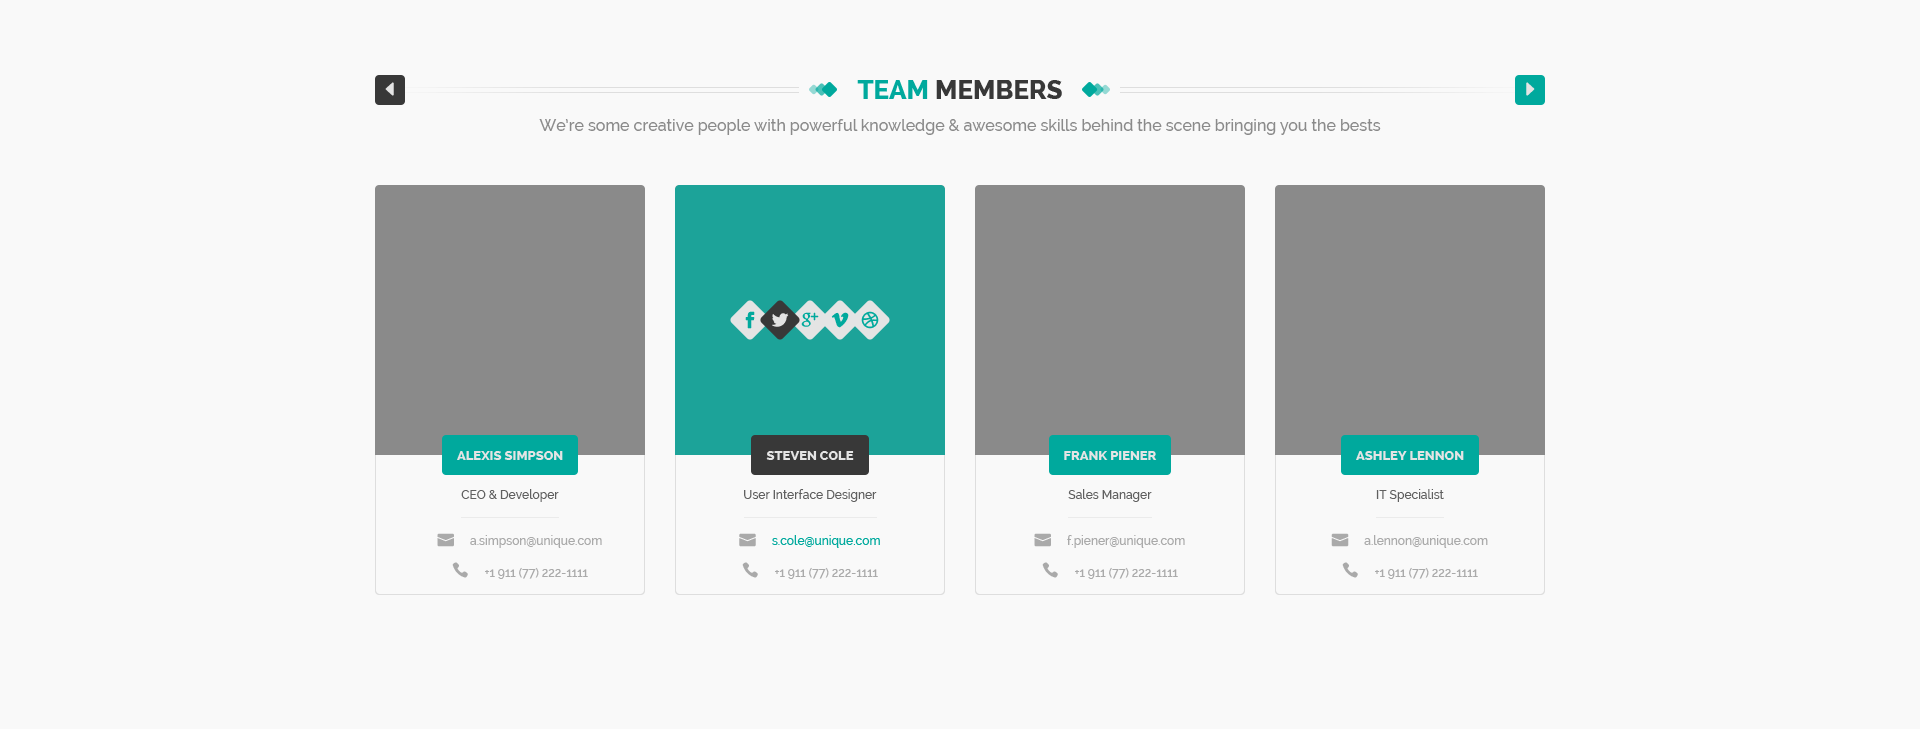 TEAM MEMBERS
We're some creative people with powerful knowledge & awesome skills behind the scene bringing you the bests
ALEXIS SIMPSON
CEO & Developer
a.simpson@unique.com
+1 911 (77) 222-1111
STEVEN COLE
User Interface Designer
s.cole@unique.com
+1 911 (77) 222-1111
FRANK PIENER
Sales Manager
f.piener@unique.com
+1 911 (77) 222-1111
ASHLEY LENNON
IT Specialist
a.lennon@unique.com
+1 911 (77) 222-1111